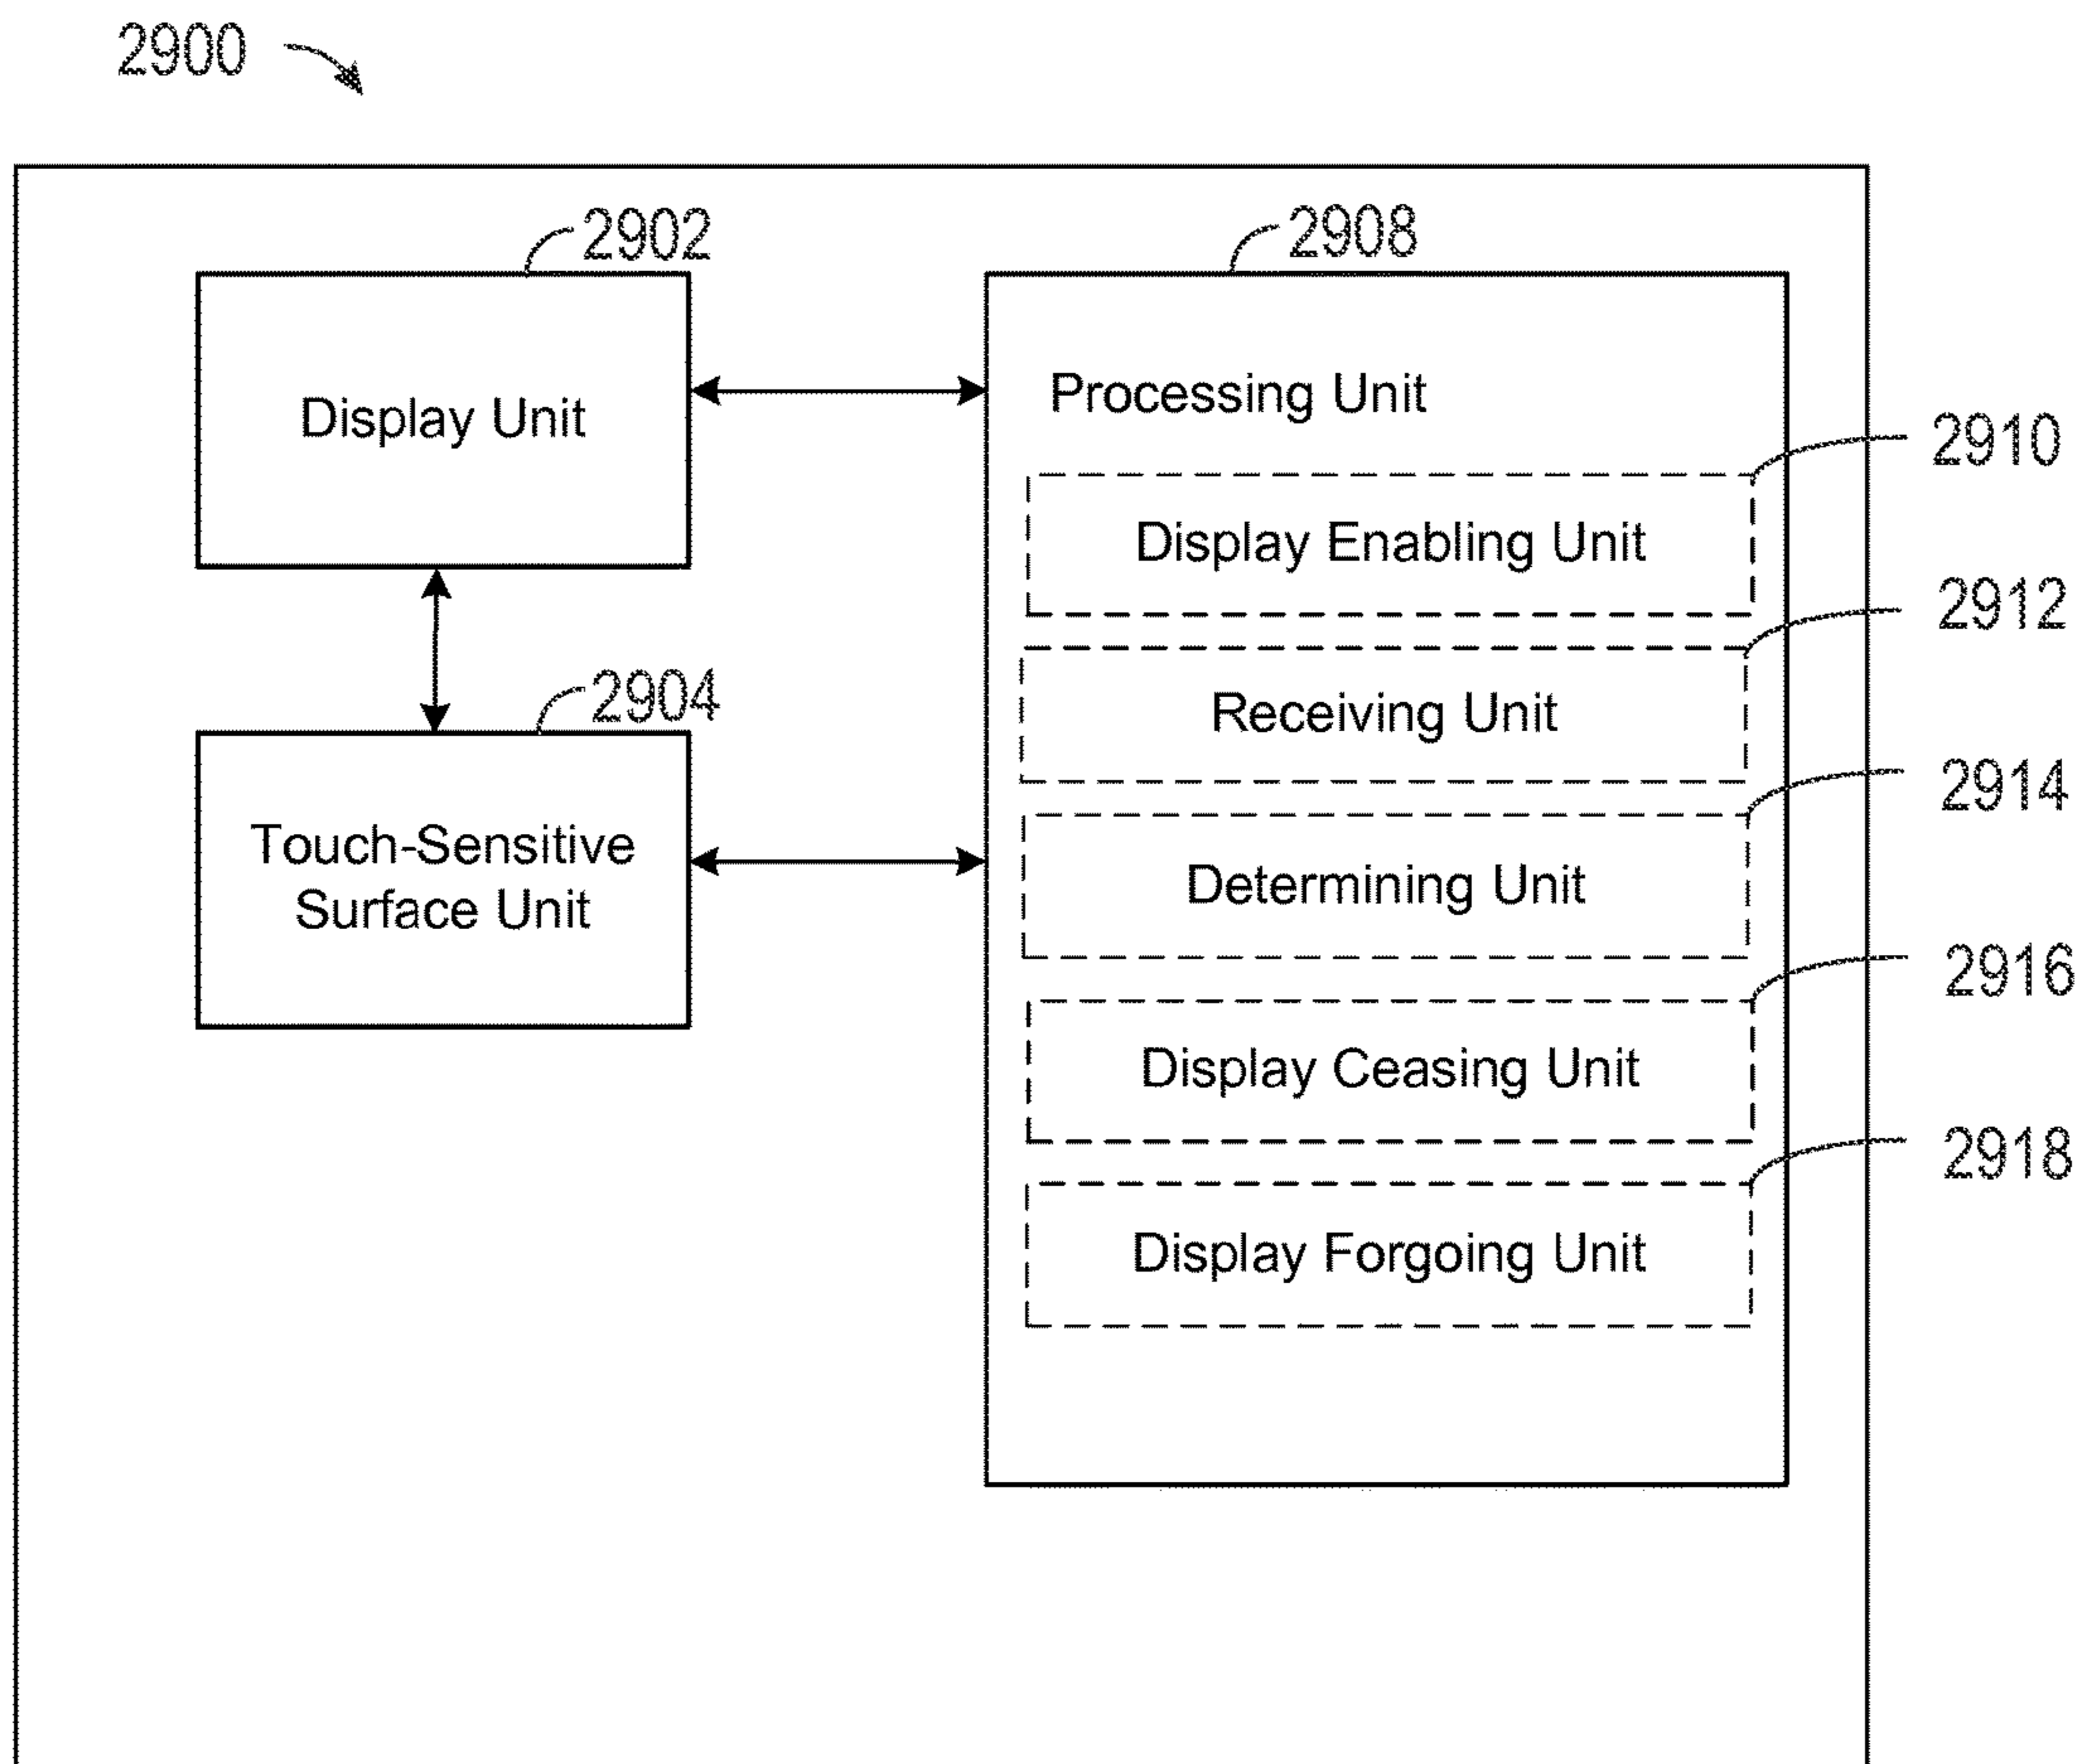 2900
2902
2908
Display Unit
Processing Unit
2910
Display Enabling Unit
2912
2904
Receiving Unit
2914
Touch-Sensitive
Surface Unit
Determining Unit
2916
Display Ceasing Unit
2918
Display Forgoing Unit